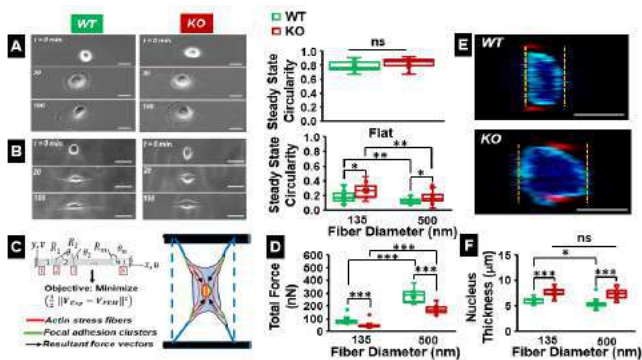 WT
KO
A
t = 0 min
t = 0 min
30
30
100
100
B
t = 0 min
t = 0 min
20
20
100
C
y, v
R₁
R₂
θ₂
x, u
Objective: Minimize
Actin stress fibers
Focal adhesion clusters
Resultant force vectors
WT
KO
Steady State
Circularity
1.0
0.8
0.6
0.4
0.2
0.0
ns
Flat
Steady State
Circularity
1.0
0.8
0.6
0.4
0.2
0.0
*
**
**
*
135
500
Fiber Diameter (nm)
D
Total Force
(nN)
600
500
400
300
200
100
0
***
***
***
***
135
500
Fiber Diameter (nm)
E
WT
KO
F
Nucleus
Thickness (μm)
15
10
5
0
ns
*
***
***
135
500
Fiber Diameter (nm)